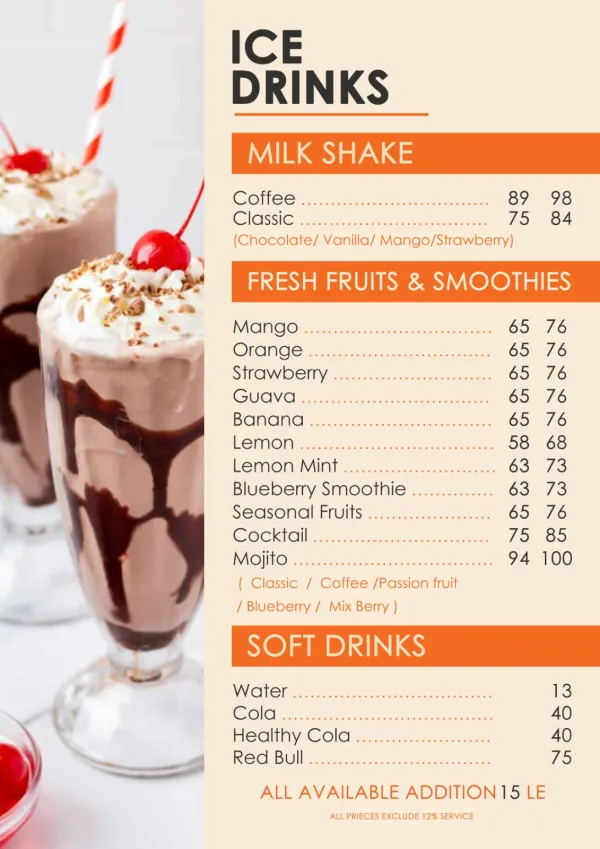 ICE
DRINKS
MILK SHAKE
Coffee ................................ 89 98
Classic ................................ 75 84
(Chocolate/ Vanilla/ Mango/Strawberry)
FRESH FRUITS & SMOOTHIES
Mango ................................ 65 76
Orange ............................... 65 76
Strawberry ........................... 65 76
Guava ................................ 65 76
Banana ............................... 65 76
Lemon ................................ 58 68
Lemon Mint .......................... 63 73
Blueberry Smoothie .............. 63 73
Seasonal Fruits ..................... 65 76
Cocktail .............................. 75 85
Mojito .................................. 94 100
( Classic / Coffee /Passion fruit
/ Blueberry / Mix Berry )
SOFT DRINKS
Water .................................. 13
Cola .................................... 40
Healthy Cola ....................... 40
Red Bull ............................... 75
ALL AVAILABLE ADDITION 15 LE
ALL PRIECES EXCLUDE 12% SERVICE